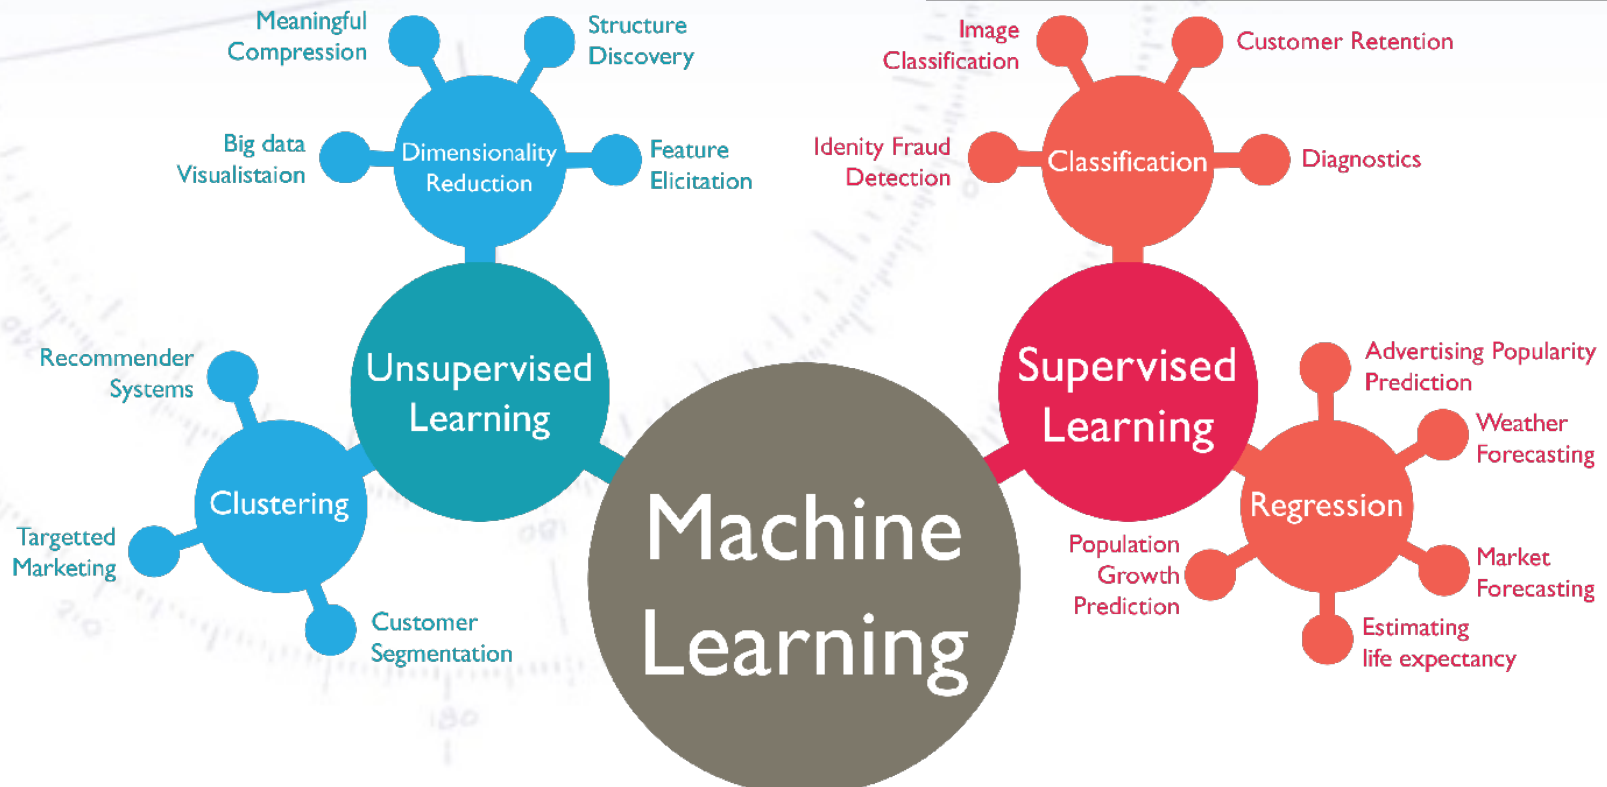 Meaningful
Compression
Structure
Discovery
Big data
Visualistaion
Dimensionality
Reduction
Feature
Elicitation
Image
Classification
Customer Retention
Idenity Fraud
Detection
Classification
Diagnostics
Unsupervised
Learning
Supervised
Learning
Recommender
Systems
Clustering
Targetted
Marketing
Customer
Segmentation
Machine
Learning
Advertising Popularity
Prediction
Weather
Forecasting
Regression
Population
Growth
Prediction
Market
Forecasting
Estimating
life expectancy
180